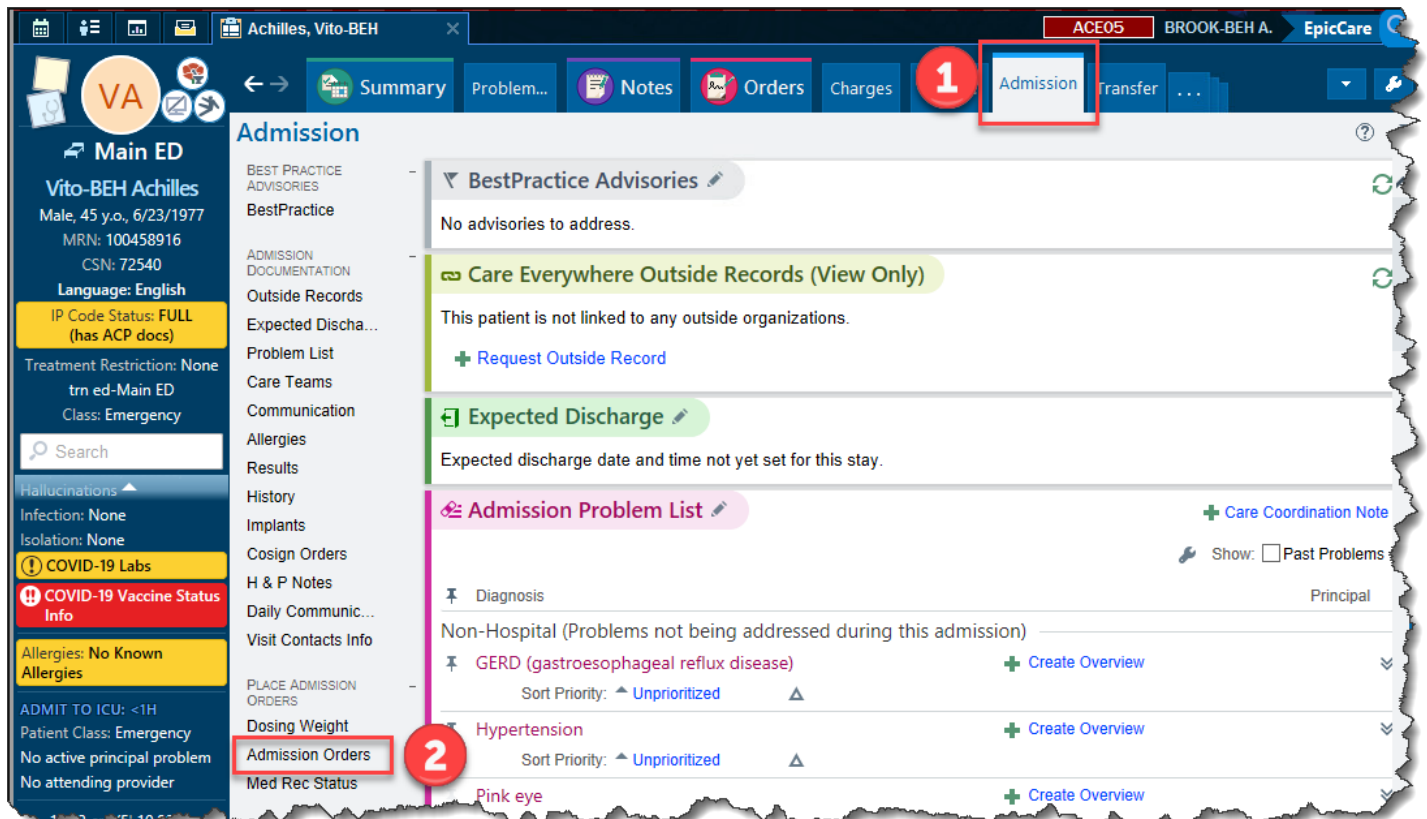 Achilles, Vito-BEH
ACE05
BROOK-BEH A.
EpicCare
VA
Summary
Problem...
Notes
Orders
Charges
1
Admission
Transfer
...
Main ED
Vito-BEH Achilles
Male, 45 y.o., 6/23/1977
MRN: 100458916
CSN: 72540
Language: English
IP Code Status: FULL
(has ACP docs)
Treatment Restriction: None
trn ed-Main ED
Class: Emergency
Search
Hallucinations
Infection: None
Isolation: None
COVID-19 Labs
COVID-19 Vaccine Status
Info
Allergies: No Known
Allergies
ADMIT TO ICU: <1H
Patient Class: Emergency
No active principal problem
No attending provider
Admission
BEST PRACTICE
ADVISORIES
BestPractice
ADMISSION
DOCUMENTATION
Outside Records
Expected Discha...
Problem List
Care Teams
Communication
Allergies
Results
History
Implants
Cosign Orders
H & P Notes
Daily Communic...
Visit Contacts Info
PLACE ADMISSION
ORDERS
Dosing Weight
Admission Orders
2
Med Rec Status
BestPractice Advisories
No advisories to address.
Care Everywhere Outside Records (View Only)
This patient is not linked to any outside organizations.
Request Outside Record
Expected Discharge
Expected discharge date and time not yet set for this stay.
Admission Problem List
Care Coordination Note
Show: Past Problems
Diagnosis Principal
Non-Hospital (Problems not being addressed during this admission)
GERD (gastroesophageal reflux disease) Create Overview
Sort Priority: Unprioritized
Hypertension Create Overview
Sort Priority: Unprioritized
Pink eye Create Overview